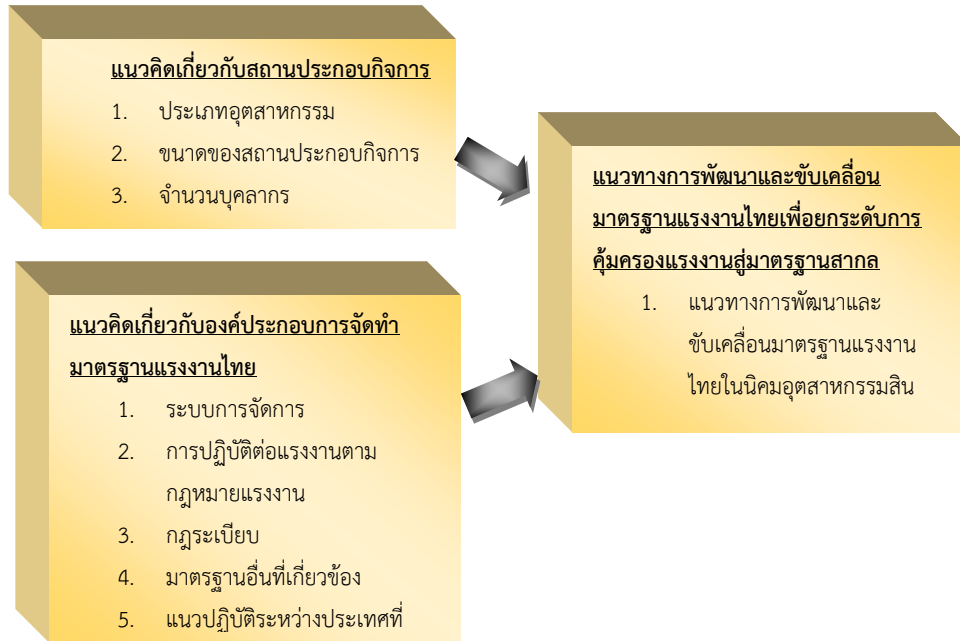 แนวคิดเกี่ยวกับสถานประกอบกิจการ
1. ประเภทอุตสาหกรรม
2. ขนาดของสถานประกอบกิจการ
3. จำนวนบุคลากร
แนวคิดเกี่ยวกับองค์ประกอบการจัดทำ
มาตรฐานแรงงานไทย
1. ระบบการจัดการ
2. การปฏิบัติต่อแรงงานตาม
กฎหมายแรงงาน
3. กฎระเบียบ
4. มาตรฐานอื่นที่เกี่ยวข้อง
5. แนวปฏิบัติระหว่างประเทศที่
แนวทางการพัฒนาและขับเคลื่อน
มาตรฐานแรงงานไทยเพื่อยกระดับการ
คุ้มครองแรงงานสู่มาตรฐานสากล
1. แนวทางการพัฒนาและ
ขับเคลื่อนมาตรฐานแรงงาน
ไทยในนิคมอุตสาหกรรมสิน